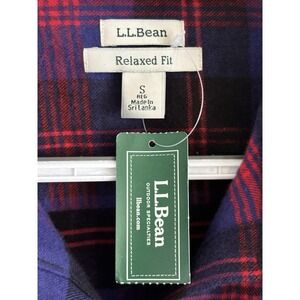 L.L.Bean
Relaxed Fit
S
REG
Made in
Sri Lanka
L.L.Bean
OUTDOOR SPECIALTIES
llbean.com